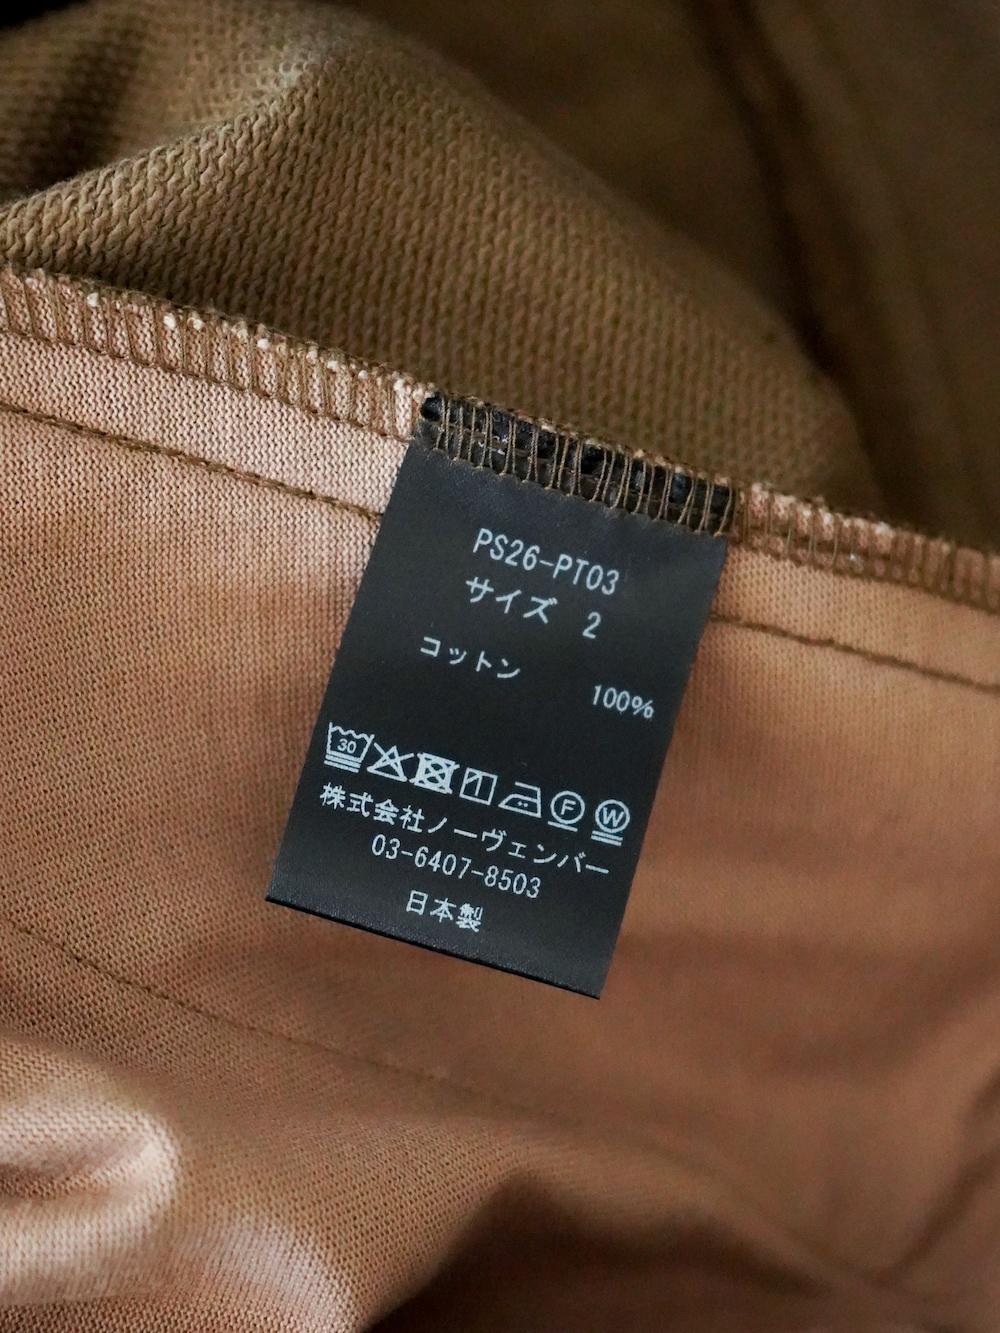 PS26-PT03
サイズ 2
コットン 100%
30 F W
株式会社ノーヴェンバー
03-6407-8503
日本製